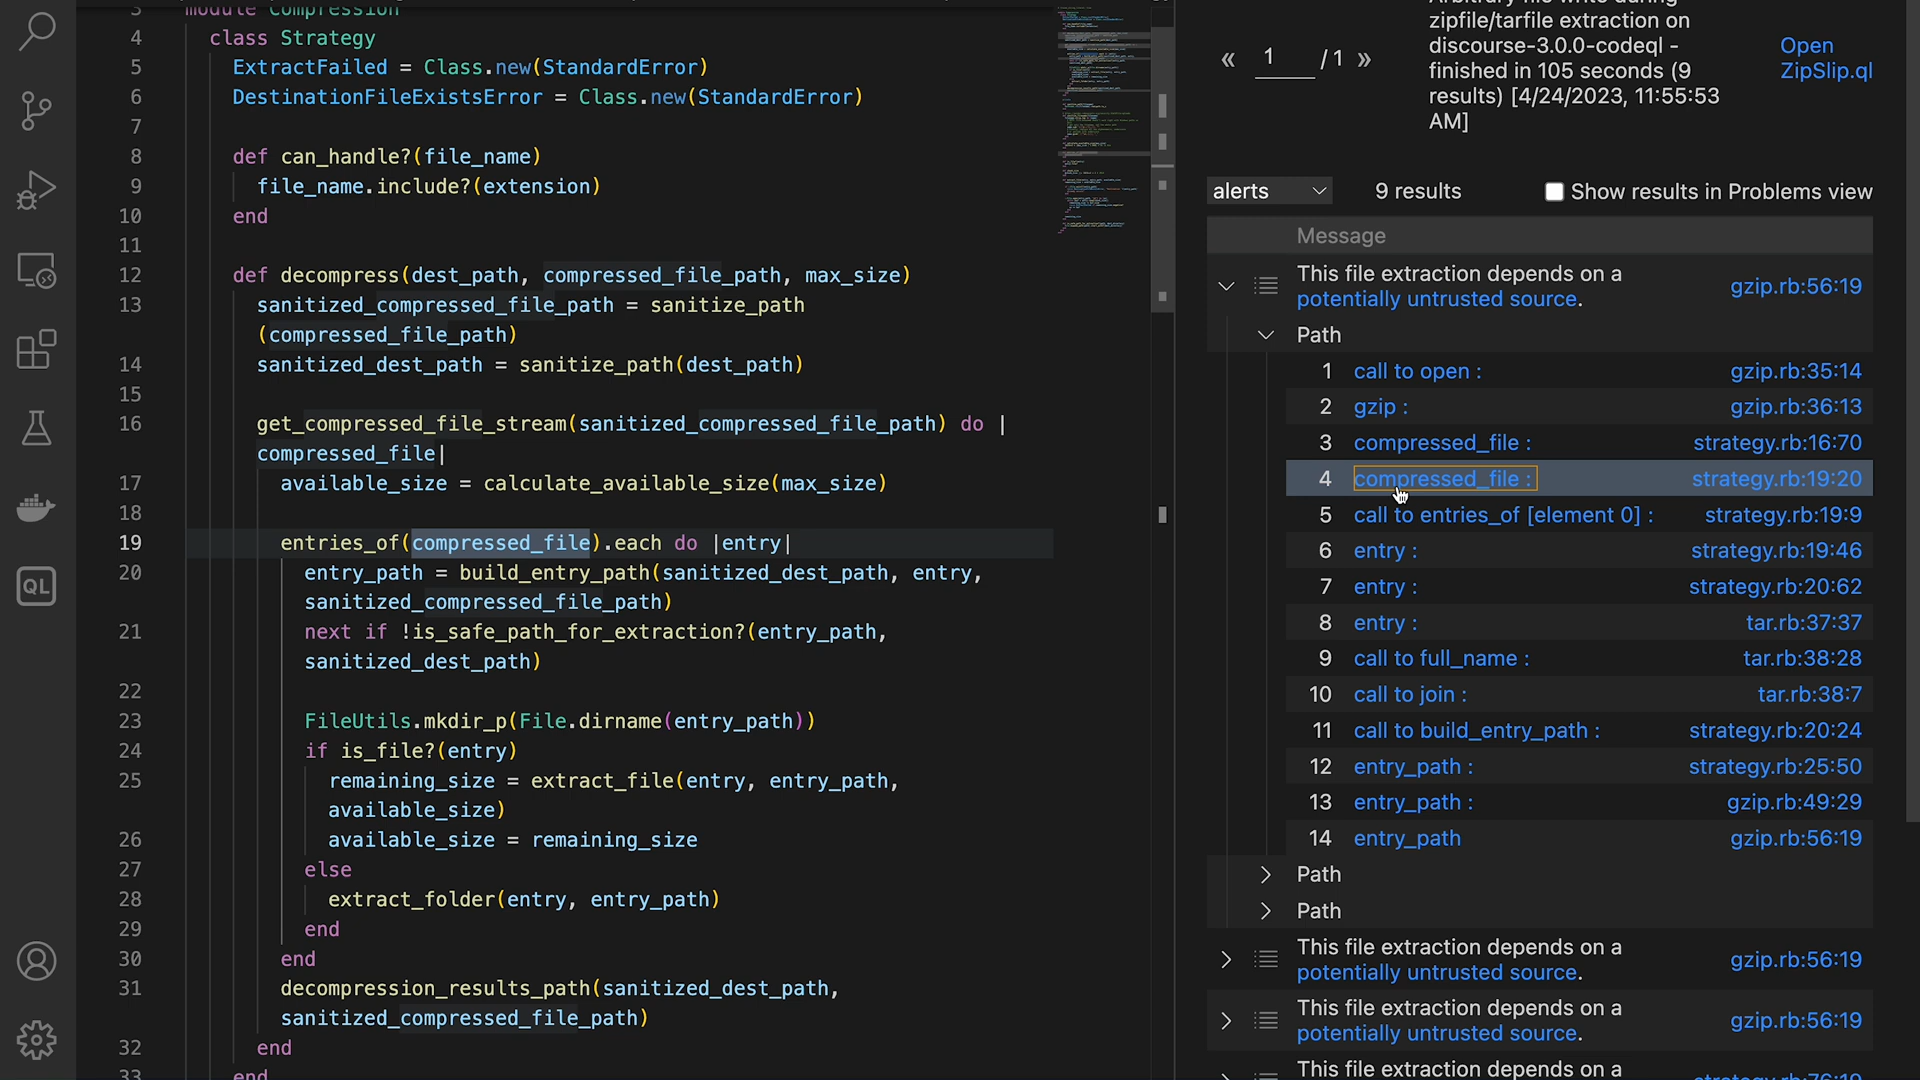 3 module Compression
4 class Strategy
5 ExtractFailed = Class.new(StandardError)
6 DestinationFileExistsError = Class.new(StandardError)
7
8 def can_handle?(file_name)
9 file_name.include?(extension)
10 end
11
12 def decompress(dest_path, compressed_file_path, max_size)
13 sanitized_compressed_file_path = sanitize_path
(compressed_file_path)
14 sanitized_dest_path = sanitize_path(dest_path)
15
16 get_compressed_file_stream(sanitized_compressed_file_path) do |
compressed_file|
17 available_size = calculate_available_size(max_size)
18
19 entries_of(compressed_file).each do |entry|
20 entry_path = build_entry_path(sanitized_dest_path, entry,
sanitized_compressed_file_path)
21 next if !is_safe_path_for_extraction?(entry_path,
sanitized_dest_path)
22
23 FileUtils.mkdir_p(File.dirname(entry_path))
24 if is_file?(entry)
25 remaining_size = extract_file(entry, entry_path,
available_size)
26 available_size = remaining_size
27 else
28 extract_folder(entry, entry_path)
29 end
30 end
31 decompression_results_path(sanitized_dest_path,
sanitized_compressed_file_path)
32 end
33 end
QL
« 1 / 1 »
Arbitrary file write during
zipfile/tarfile extraction on
discourse-3.0.0-codeql -
finished in 105 seconds (9
results) [4/24/2023, 11:55:53
AM]
Open
ZipSlip.ql
alerts 9 results Show results in Problems view
Message
This file extraction depends on a
potentially untrusted source. gzip.rb:56:19
Path
1 call to open : gzip.rb:35:14
2 gzip : gzip.rb:36:13
3 compressed_file : strategy.rb:16:70
4 compressed_file : strategy.rb:19:20
5 call to entries_of [element 0] : strategy.rb:19:9
6 entry : strategy.rb:19:46
7 entry : strategy.rb:20:62
8 entry : tar.rb:37:37
9 call to full_name : tar.rb:38:28
10 call to join : tar.rb:38:7
11 call to build_entry_path : strategy.rb:20:24
12 entry_path : strategy.rb:25:50
13 entry_path : gzip.rb:49:29
14 entry_path gzip.rb:56:19
Path
Path
This file extraction depends on a
potentially untrusted source. gzip.rb:56:19
This file extraction depends on a
potentially untrusted source. gzip.rb:56:19
This file extraction depends on a
strategy.rb:76:19